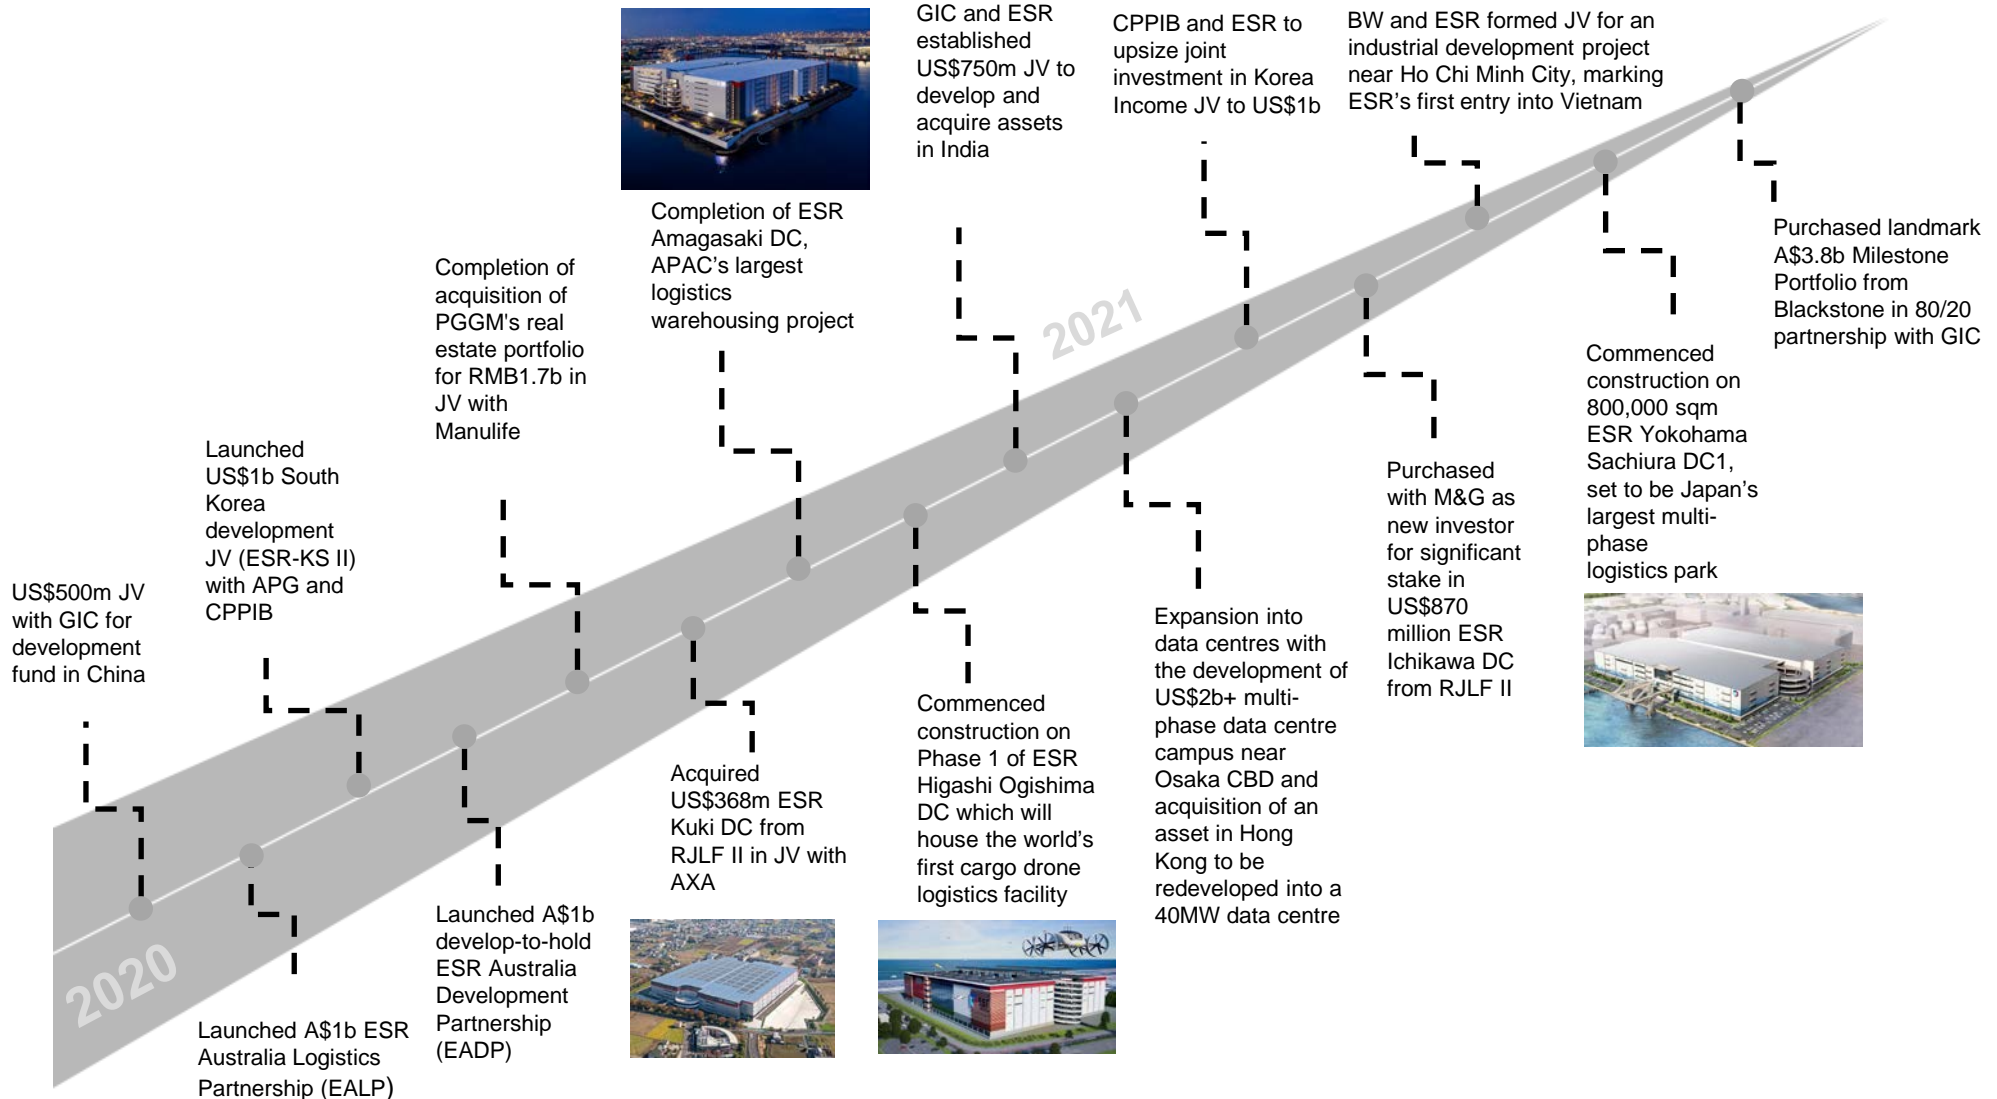 US$500m JV
with GIC for
development
fund in China
2020
Launched A$1b ESR
Australia Logistics
Partnership (EALP)
Launched
US$1b South
Korea
development
JV (ESR-KS II)
with APG and
CPPIB
Launched A$1b
develop-to-hold
ESR Australia
Development
Partnership
(EADP)
Completion of
acquisition of
PGGM's real
estate portfolio
for RMB1.7b in
JV with
Manulife
Acquired
US$368m ESR
Kuki DC from
RJLF II in JV with
AXA
Completion of ESR
Amagasaki DC,
APAC’s largest
logistics
warehousing project
Commenced
construction on
Phase 1 of ESR
Higashi Ogishima
DC which will
house the world’s
first cargo drone
logistics facility
GIC and ESR
established
US$750m JV to
develop and
acquire assets
in India
2021
Expansion into
data centres with
the development of
US$2b+ multi-
phase data centre
campus near
Osaka CBD and
acquisition of an
asset in Hong
Kong to be
redeveloped into a
40MW data centre
CPPIB and ESR to
upsize joint
investment in Korea
Income JV to US$1b
Purchased
with M&G as
new investor
for significant
stake in
US$870
million ESR
Ichikawa DC
from RJLF II
BW and ESR formed JV for an
industrial development project
near Ho Chi Minh City, marking
ESR’s first entry into Vietnam
Commenced
construction on
800,000 sqm
ESR Yokohama
Sachiura DC1,
set to be Japan’s
largest multi-
phase
logistics park
Purchased landmark
A$3.8b Milestone
Portfolio from
Blackstone in 80/20
partnership with GIC